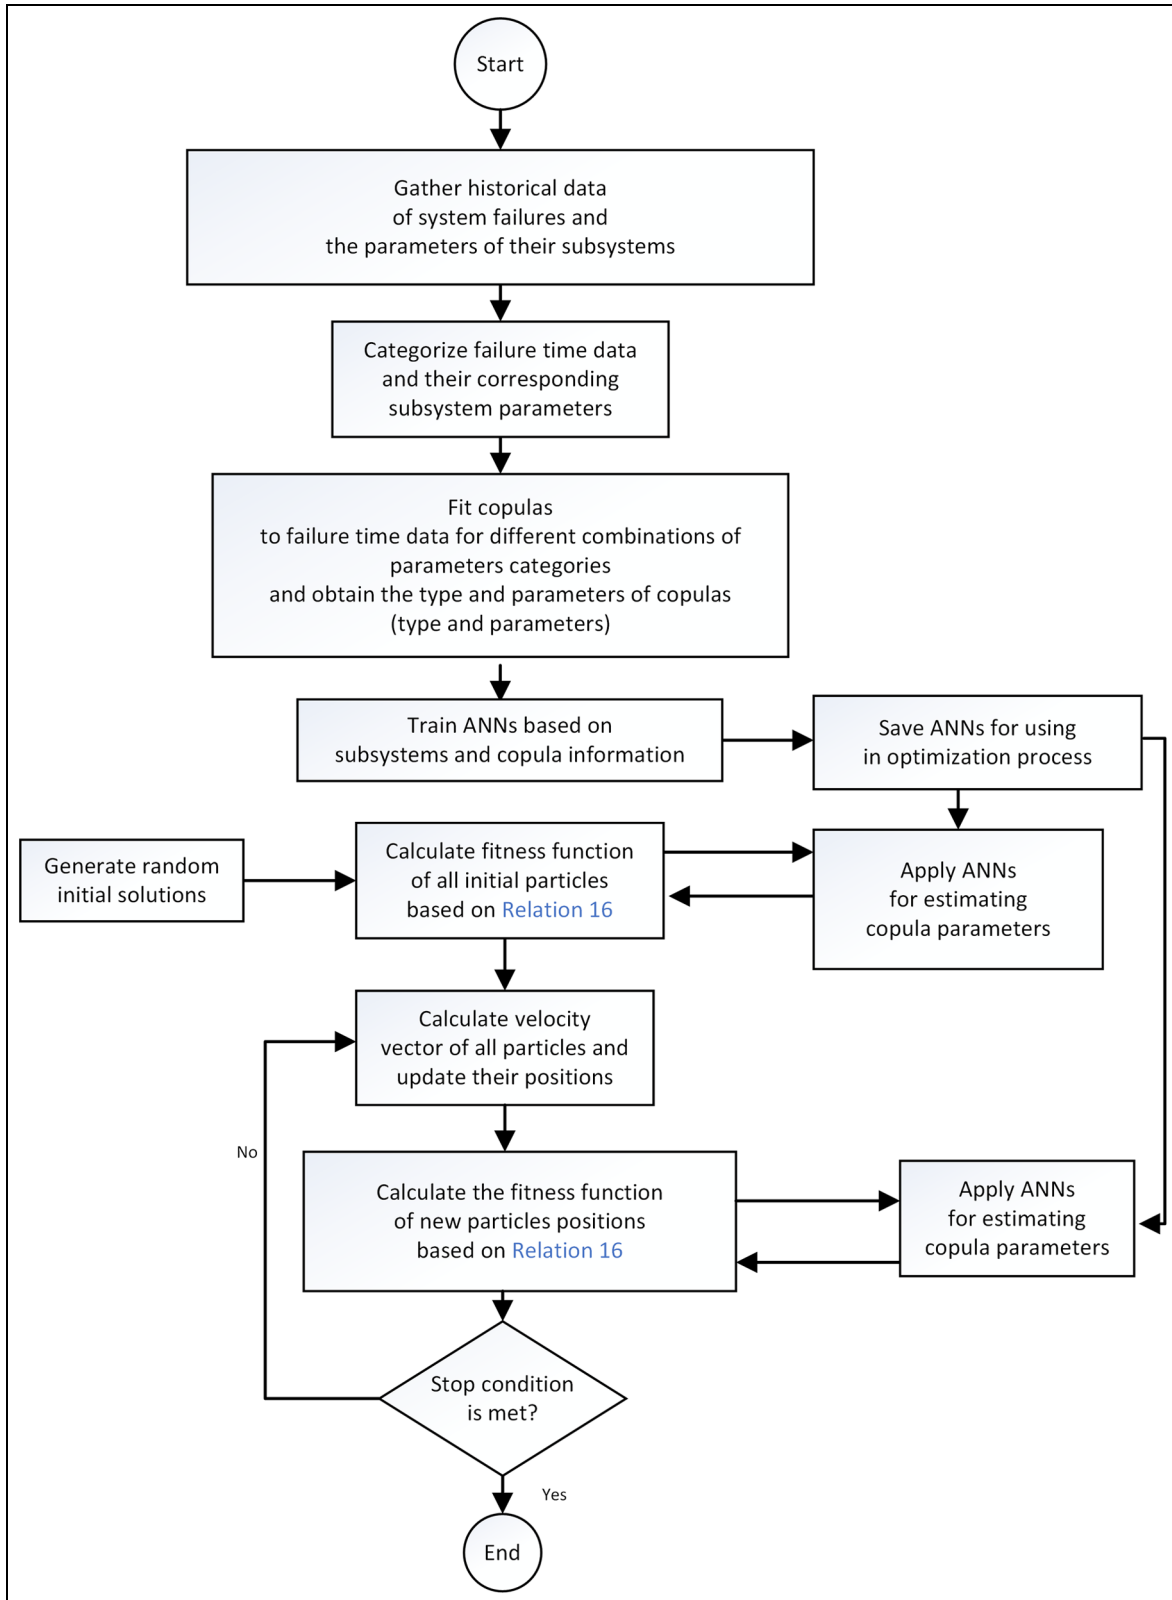 Start
Gather historical data
of system failures and
the parameters of their subsystems
Categorize failure time data
and their corresponding
subsystem parameters
Fit copulas
to failure time data for different combinations of
parameters categories
and obtain the type and parameters of copulas
(type and parameters)
Train ANNs based on
subsystems and copula information
Save ANNs for using
in optimization process
Generate random
initial solutions
Calculate fitness function
of all initial particles
based on Relation 16
Apply ANNs
for estimating
copula parameters
Calculate velocity
vector of all particles and
update their positions
No
Calculate the fitness function
of new particles positions
based on Relation 16
Apply ANNs
for estimating
copula parameters
Stop condition
is met?
Yes
End